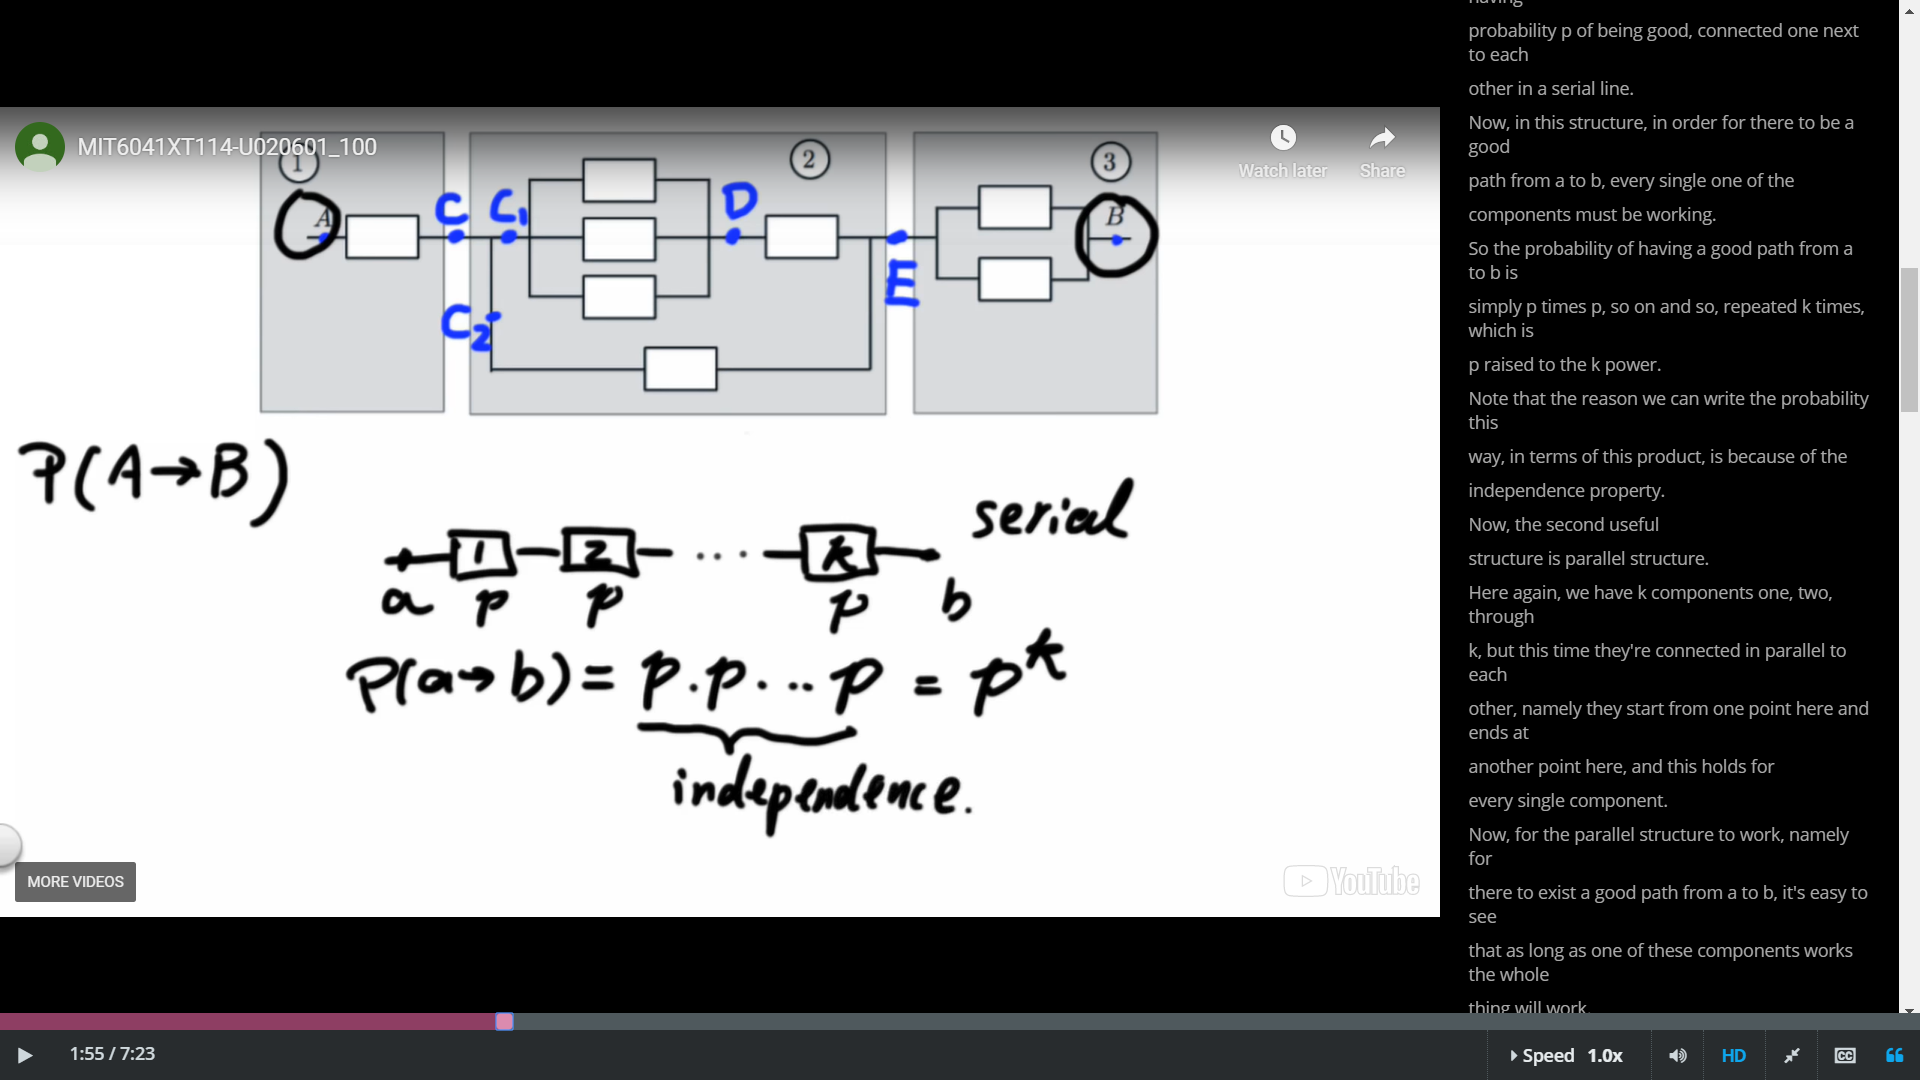 MIT6041XT114-U020601_100
Watch later
Share
1
2
3
A
C
C1
D
B
E
C2
P(A→B)
serial
1 2 ... k
a p p p b
P(a→b) = p.p. ... p = p^k
independence.
MORE VIDEOS
YouTube
1:55 / 7:23
Speed 1.0x
HD
CC
having
probability p of being good, connected one next
to each
other in a serial line.
Now, in this structure, in order for there to be a
good
path from a to b, every single one of the
components must be working.
So the probability of having a good path from a
to b is
simply p times p, so on and so, repeated k times,
which is
p raised to the k power.
Note that the reason we can write the probability
this
way, in terms of this product, is because of the
independence property.
Now, the second useful
structure is parallel structure.
Here again, we have k components one, two,
through
k, but this time they're connected in parallel to
each
other, namely they start from one point here and
ends at
another point here, and this holds for
every single component.
Now, for the parallel structure to work, namely
for
there to exist a good path from a to b, it's easy to
see
that as long as one of these components works
the whole
thing will work.